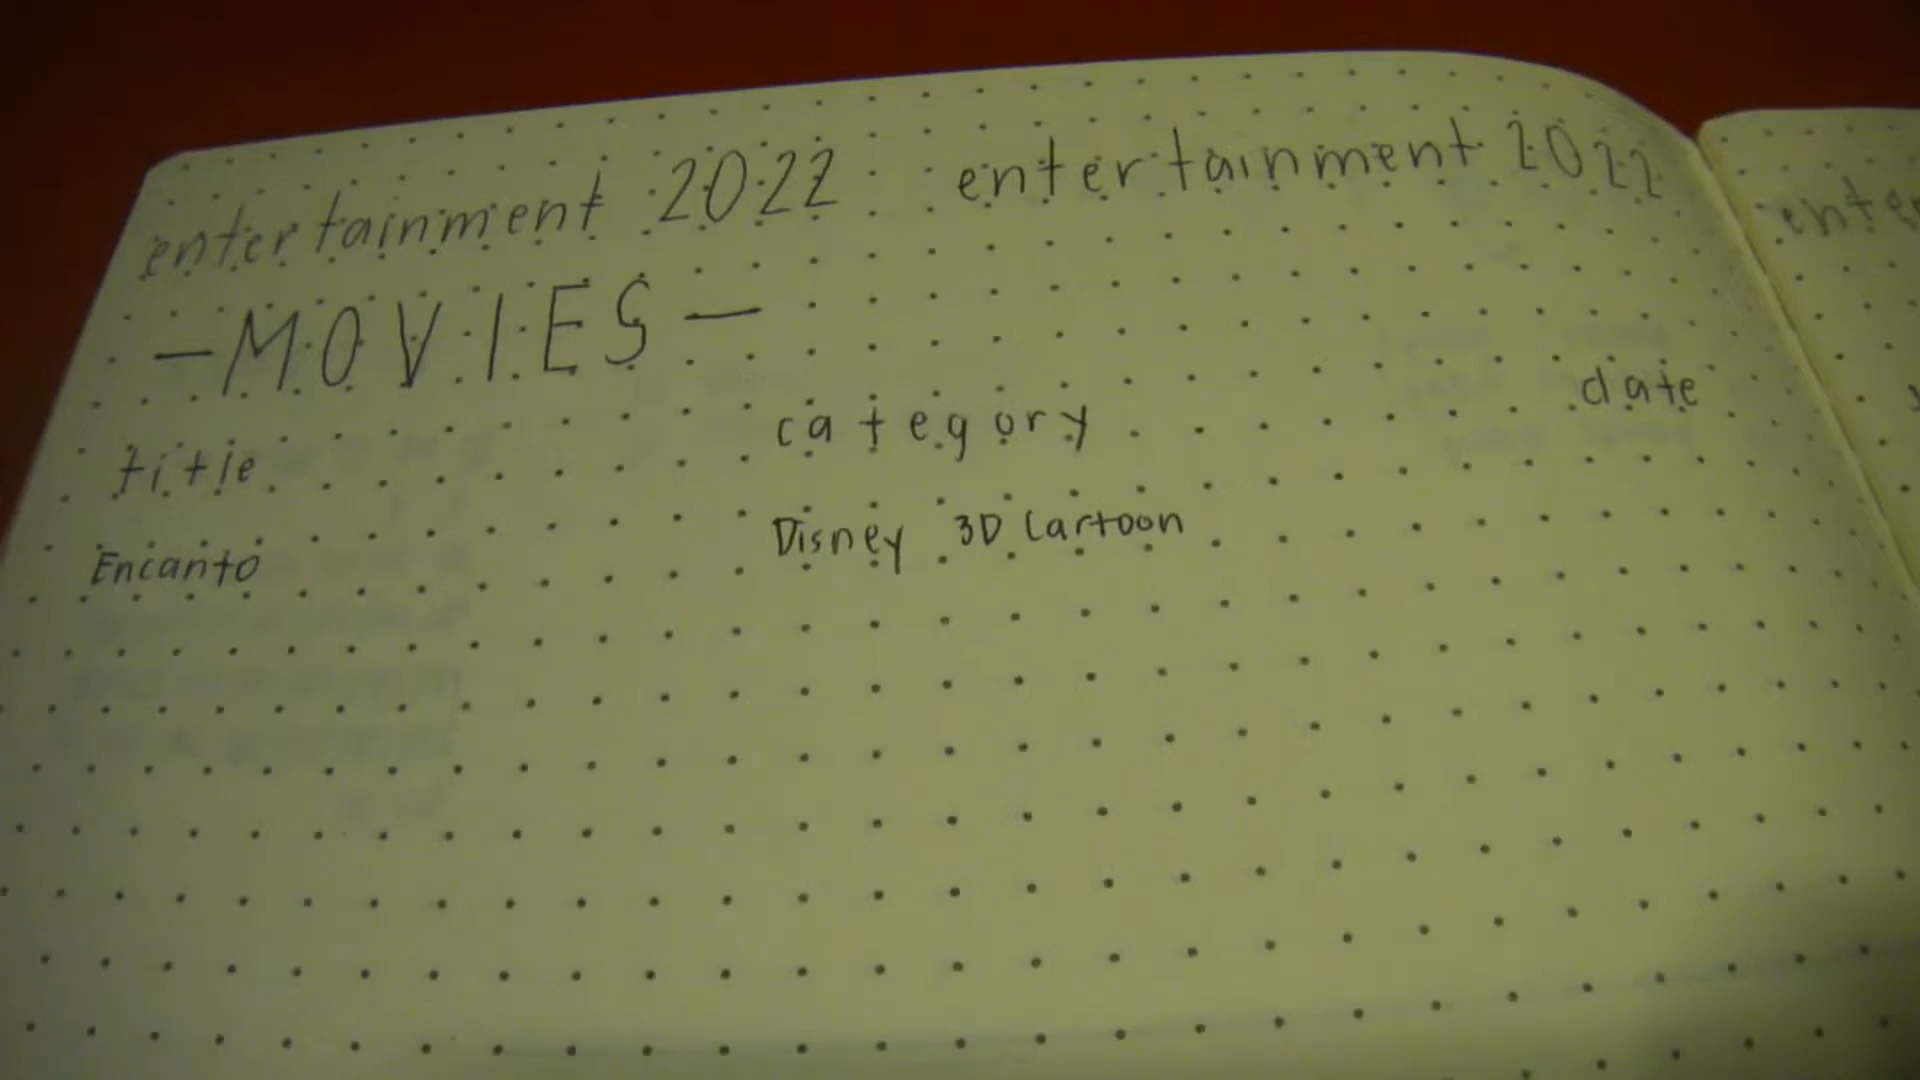 entertainment 2022 entertainment 2022
-MOVIES-
title category date
Encanto Disney 3D Cartoon